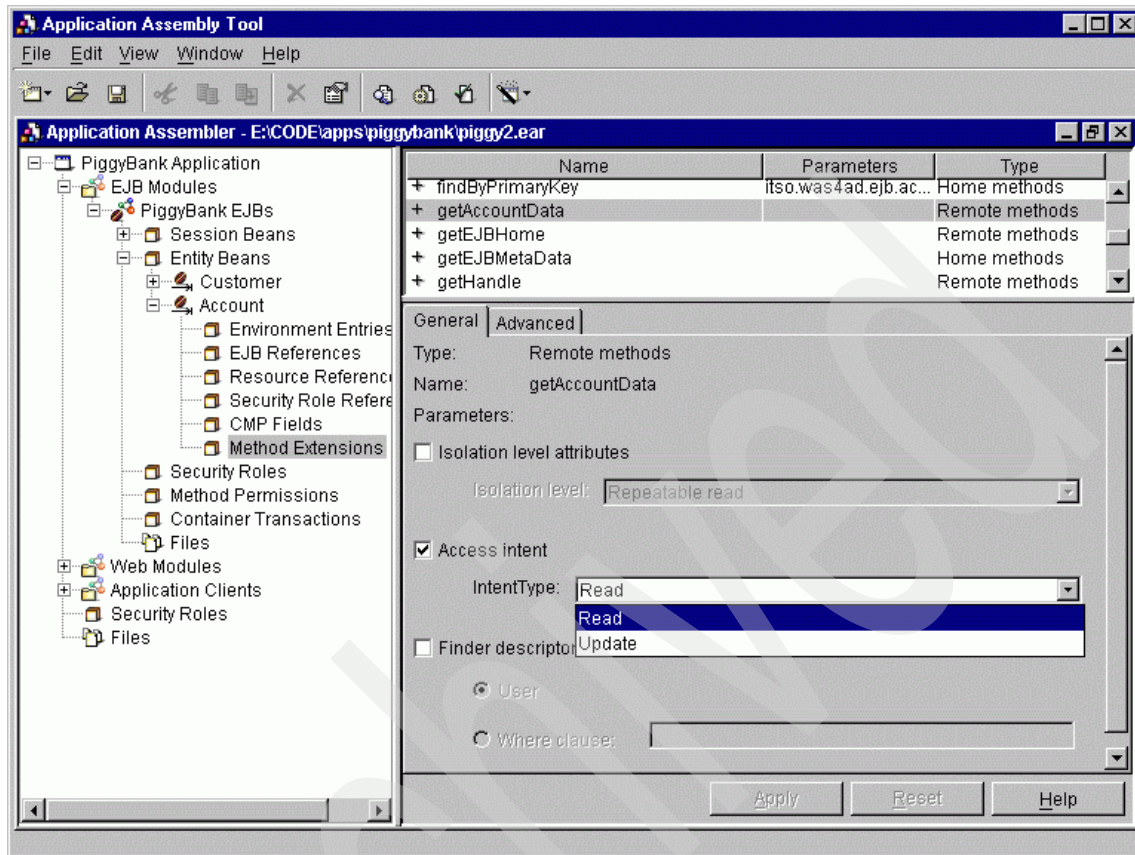 Application Assembly Tool
File Edit View Window Help
Application Assembler - E:\CODE\apps\piggybank\piggy2.ear
PiggyBank Application
EJB Modules
PiggyBank EJBs
Session Beans
Entity Beans
Customer
Account
Environment Entries
EJB References
Resource Referenc
Security Role Refere
CMP Fields
Method Extensions
Security Roles
Method Permissions
Container Transactions
Files
Web Modules
Application Clients
Security Roles
Files
Name Parameters Type
findByPrimaryKey itso.was4ad.ejb.ac... Home methods
getAccountData Remote methods
getEJBHome Remote methods
getEJBMetaData Home methods
getHandle Remote methods
General Advanced
Type: Remote methods
Name: getAccountData
Parameters:
Isolation level attributes
Isolation level: Repeatable read
Access intent
IntentType: Read
Read
Update
Finder descriptor
User
Where clause:
Apply Reset Help